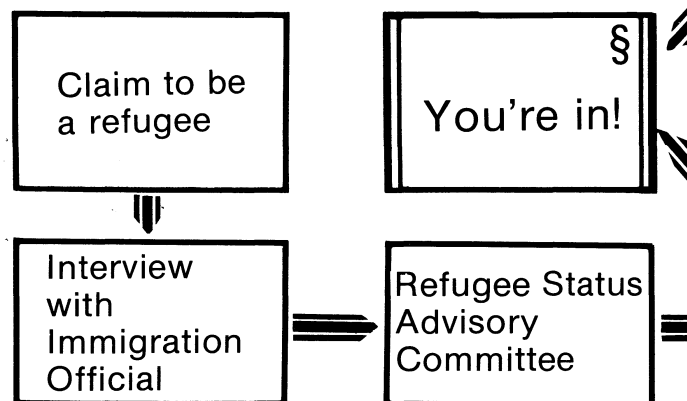 Claim to be
a refugee
§
You're in!
Interview
with
Immigration
Official
Refugee Status
Advisory
Committee